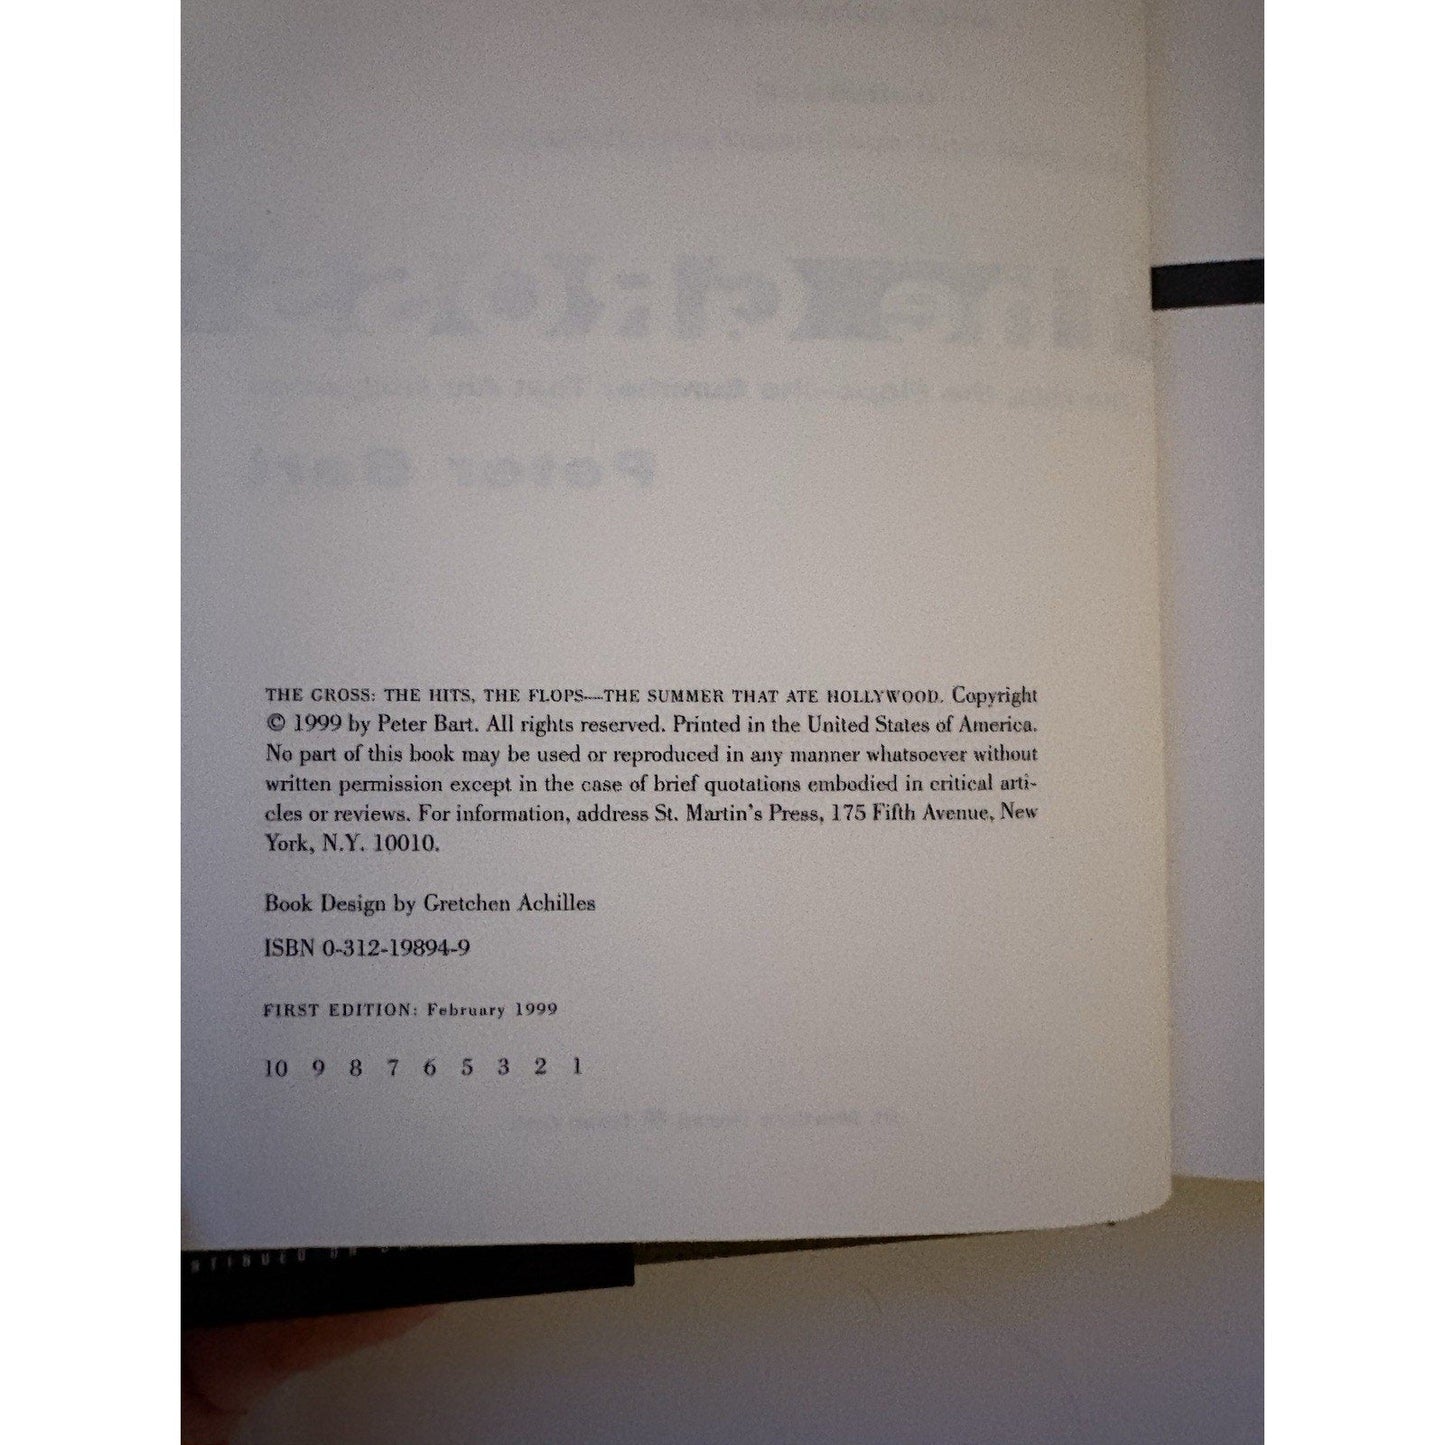 THE GROSS: THE HITS, THE FLOPS—THE SUMMER THAT ATE HOLLYWOOD. Copyright
© 1999 by Peter Bart. All rights reserved. Printed in the United States of America.
No part of this book may be used or reproduced in any manner whatsoever without
written permission except in the case of brief quotations embodied in critical arti-
cles or reviews. For information, address St. Martin's Press, 175 Fifth Avenue, New
York, N.Y. 10010.
Book Design by Gretchen Achilles
ISBN 0-312-19894-9
FIRST EDITION: February 1999
10 9 8 7 6 5 3 2 1